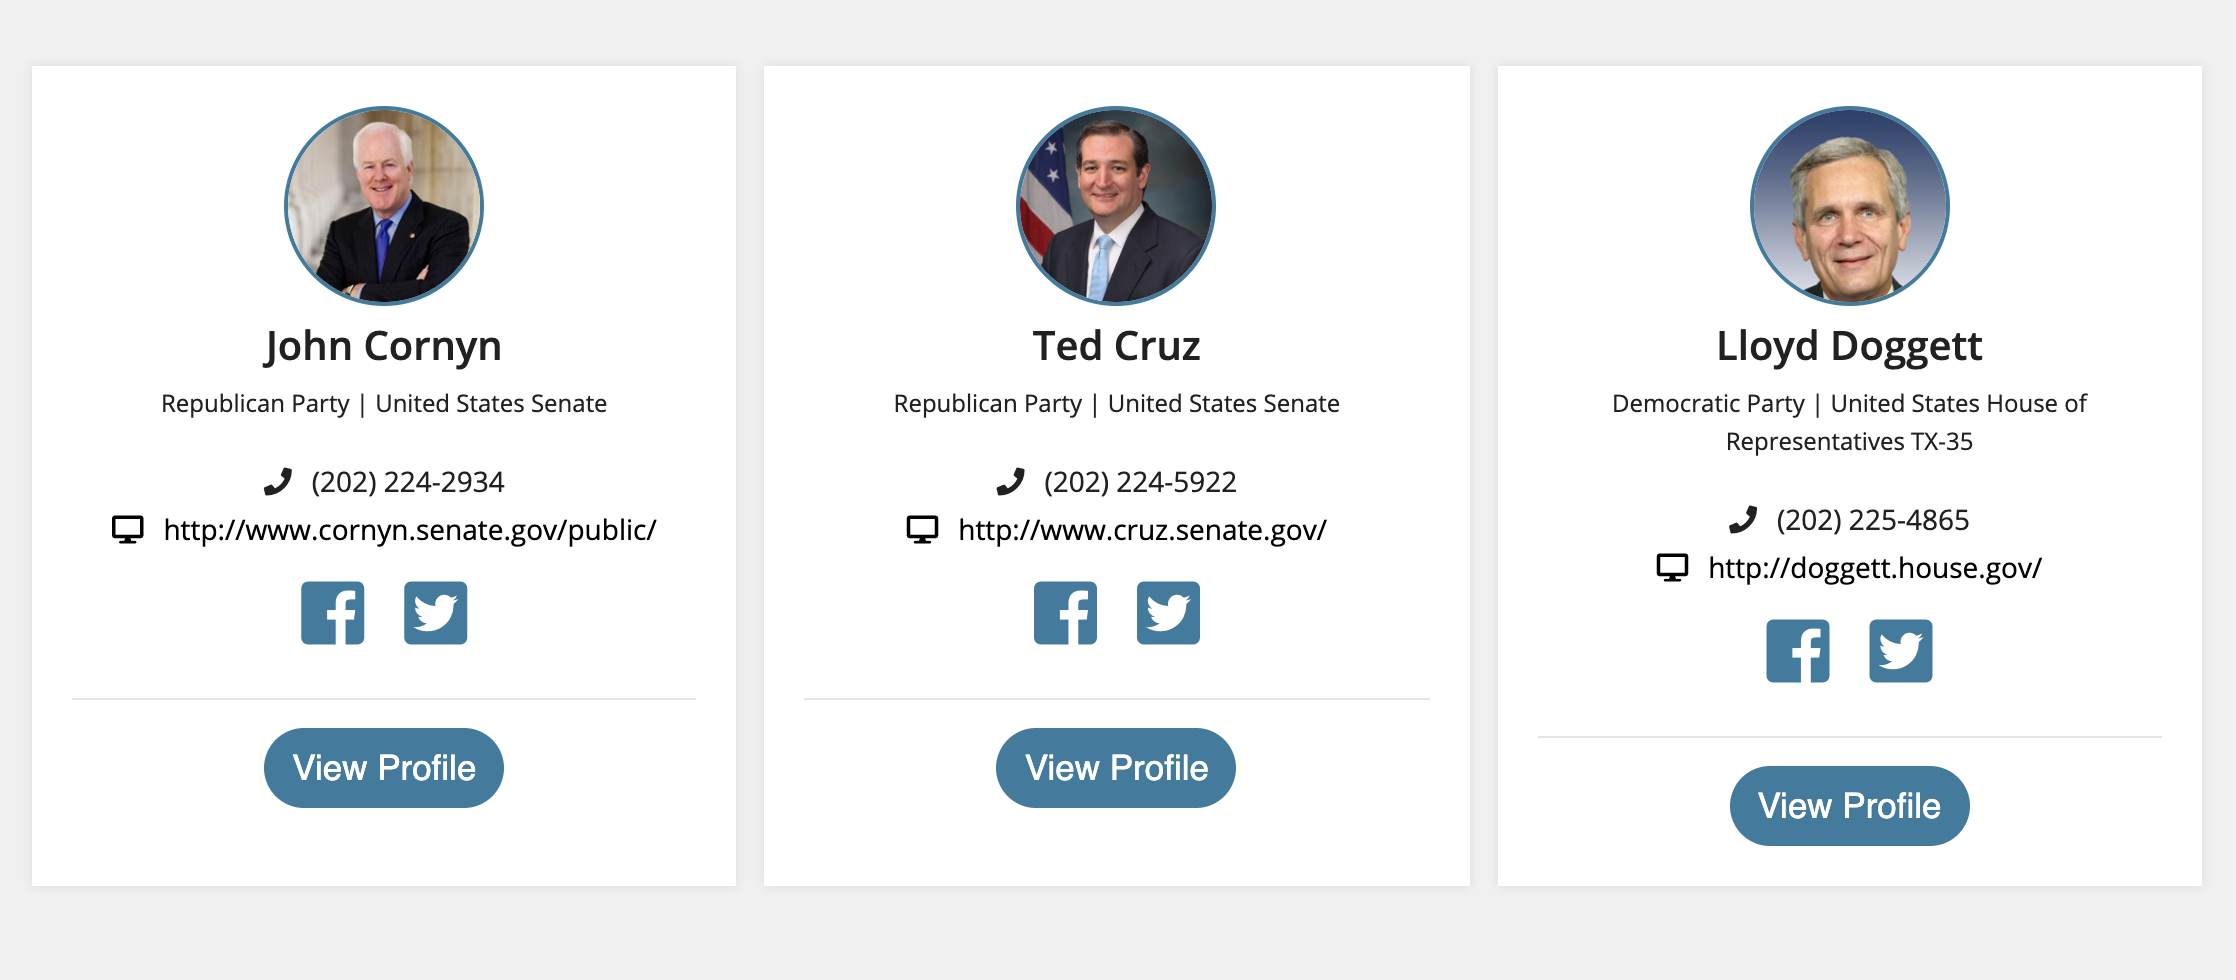 John Cornyn
Republican Party | United States Senate
(202) 224-2934
http://www.cornyn.senate.gov/public/
View Profile
Ted Cruz
Republican Party | United States Senate
(202) 224-5922
http://www.cruz.senate.gov/
View Profile
Lloyd Doggett
Democratic Party | United States House of
Representatives TX-35
(202) 225-4865
http://doggett.house.gov/
View Profile